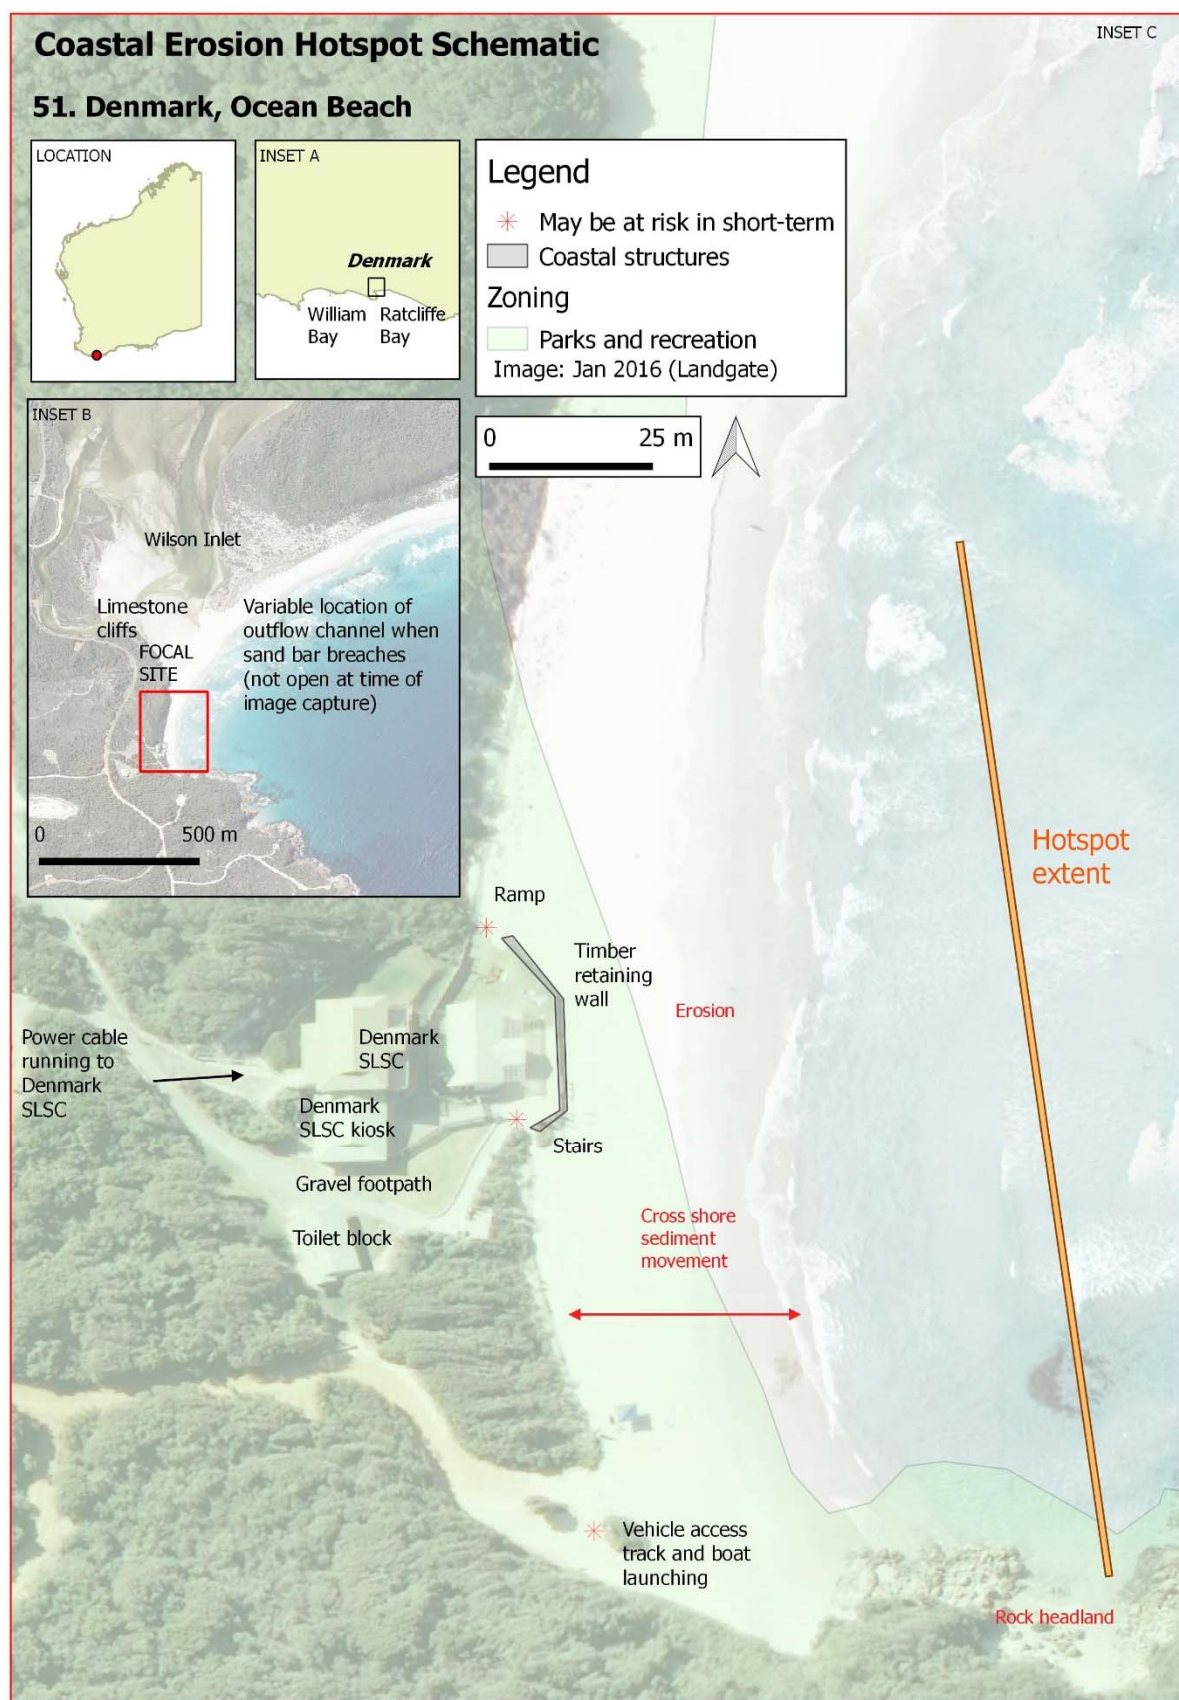 Coastal Erosion Hotspot Schematic
INSET C
51. Denmark, Ocean Beach
LOCATION
INSET A
Denmark
William
Bay
Ratcliffe
Bay
Legend
May be at risk in short-term
Coastal structures
Zoning
Parks and recreation
Image: Jan 2016 (Landgate)
0 25 m
INSET B
Wilson Inlet
Limestone
cliffs
FOCAL
SITE
Variable location of
outflow channel when
sand bar breaches
(not open at time of
image capture)
0 500 m
Hotspot
extent
Ramp
Timber
retaining
wall
Erosion
Power cable
running to
Denmark
SLSC
Denmark
SLSC
Denmark
SLSC kiosk
Stairs
Gravel footpath
Toilet block
Cross shore
sediment
movement
Vehicle access
track and boat
launching
Rock headland